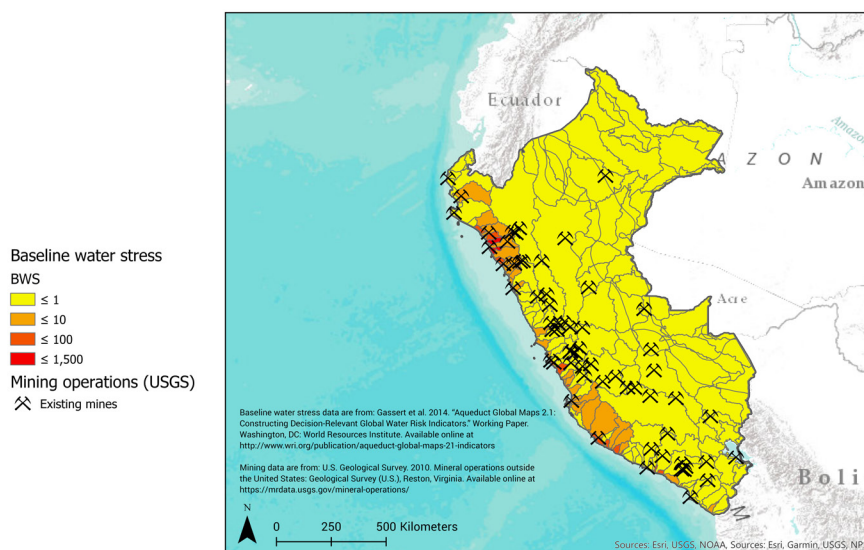 Ecuador
Amazon
A Z O N
Amazon
Acre
Boli
M
Baseline water stress
BWS
≤ 1
≤ 10
≤ 100
≤ 1,500
Mining operations (USGS)
Existing mines
Baseline water stress data are from: Gassert et al. 2014. “Aqueduct Global Maps 2.1:
Constructing Decision-Relevant Global Water Risk Indicators.” Working Paper.
Washington, DC: World Resources Institute. Available online at
http://www.wri.org/publication/aqueduct-global-maps-21-indicators
Mining data are from: U.S. Geological Survey. 2010. Mineral operations outside
the United States: Geological Survey (U.S.), Reston, Virginia. Available online at
https://mrdata.usgs.gov/mineral-operations/
N
0 250 500 Kilometers
Sources: Esri, USGS, NOAA, Sources: Esri, Garmin, USGS, NP